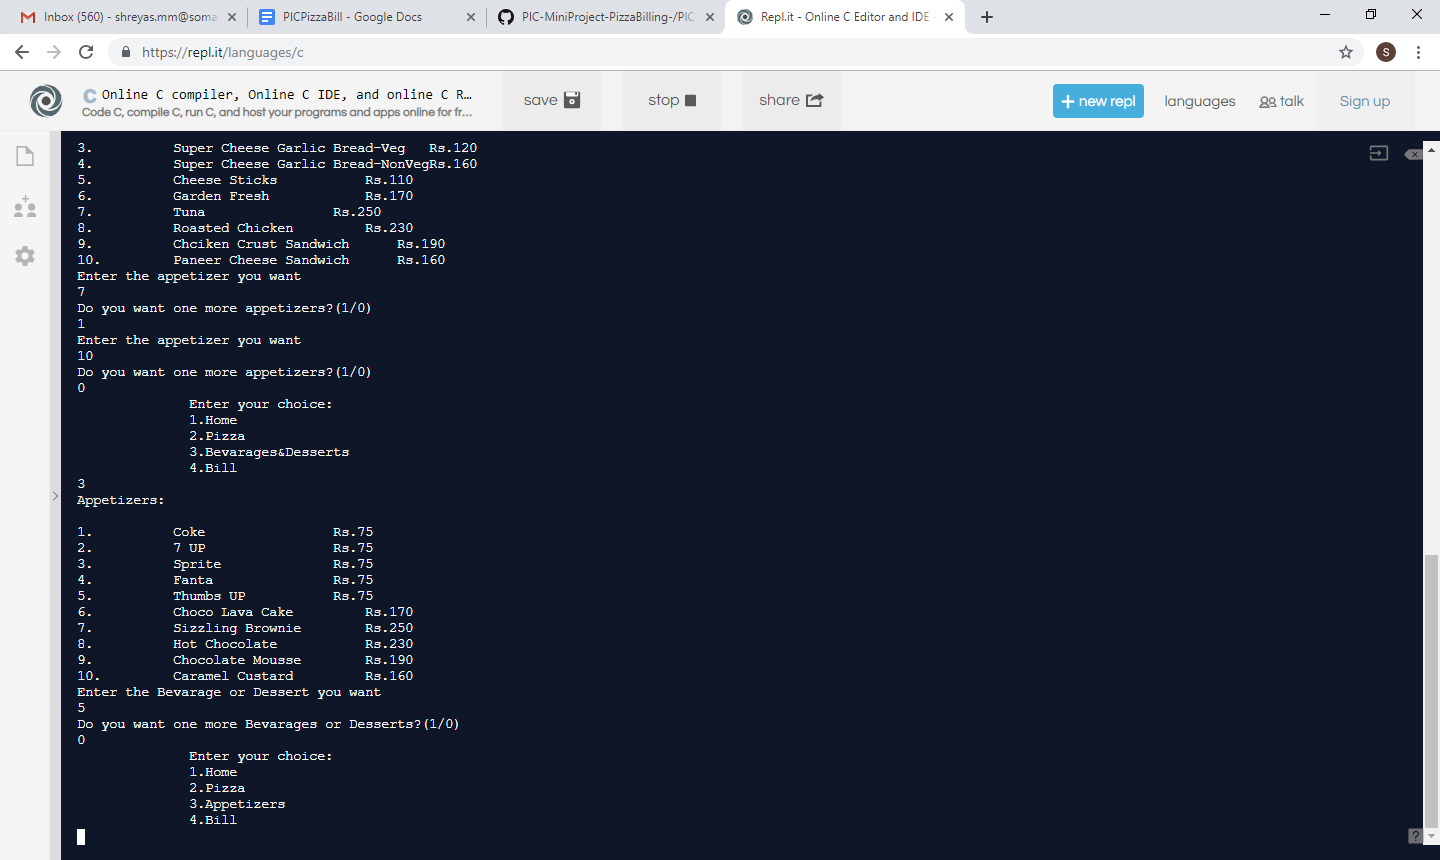 Inbox (560) - shreyas.mm@soma
PICPizzaBill - Google Docs
PIC-MiniProject-PizzaBilling-/PIC
Repl.it - Online C Editor and IDE
https://repl.it/languages/c
S
C Online C compiler, Online C IDE, and online C R…
Code C, compile C, run C, and host your programs and apps online for fr…
save
stop
share
+ new repl
languages
talk
Sign up
3. Super Cheese Garlic Bread-Veg Rs.120
4. Super Cheese Garlic Bread-NonVegRs.160
5. Cheese Sticks Rs.110
6. Garden Fresh Rs.170
7. Tuna Rs.250
8. Roasted Chicken Rs.230
9. Chciken Crust Sandwich Rs.190
10. Paneer Cheese Sandwich Rs.160
Enter the appetizer you want
7
Do you want one more appetizers?(1/0)
1
Enter the appetizer you want
10
Do you want one more appetizers?(1/0)
0
Enter your choice:
1.Home
2.Pizza
3.Bevarages&Desserts
4.Bill
3
Appetizers:
1. Coke Rs.75
2. 7 UP Rs.75
3. Sprite Rs.75
4. Fanta Rs.75
5. Thumbs UP Rs.75
6. Choco Lava Cake Rs.170
7. Sizzling Brownie Rs.250
8. Hot Chocolate Rs.230
9. Chocolate Mousse Rs.190
10. Caramel Custard Rs.160
Enter the Bevarage or Dessert you want
5
Do you want one more Bevarages or Desserts?(1/0)
0
Enter your choice:
1.Home
2.Pizza
3.Appetizers
4.Bill
?